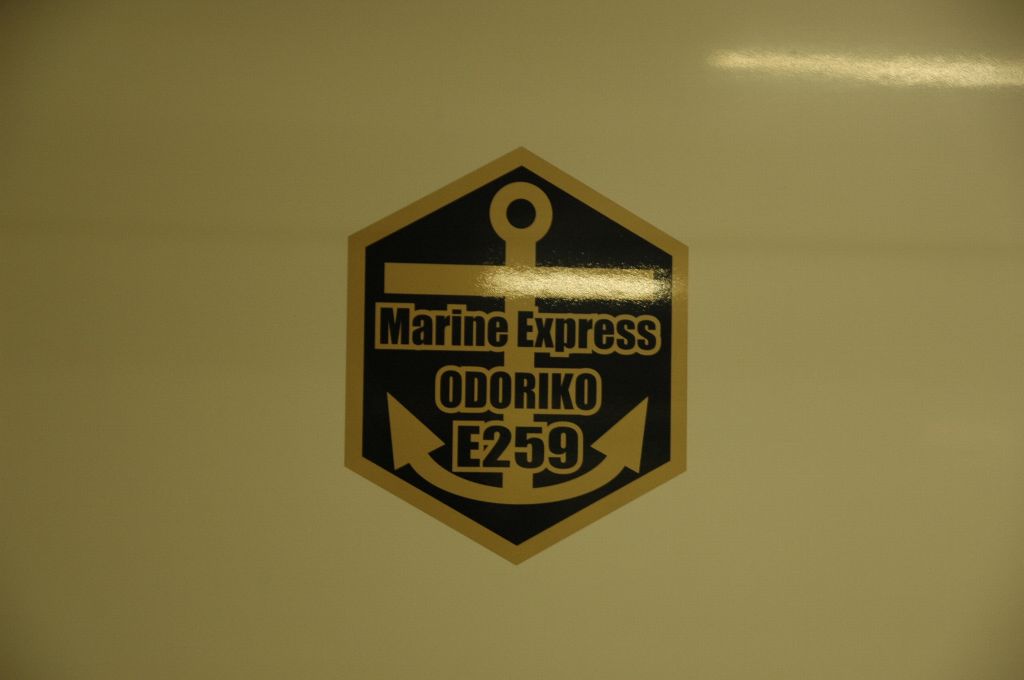 Marine Express
ODORIKO
E259